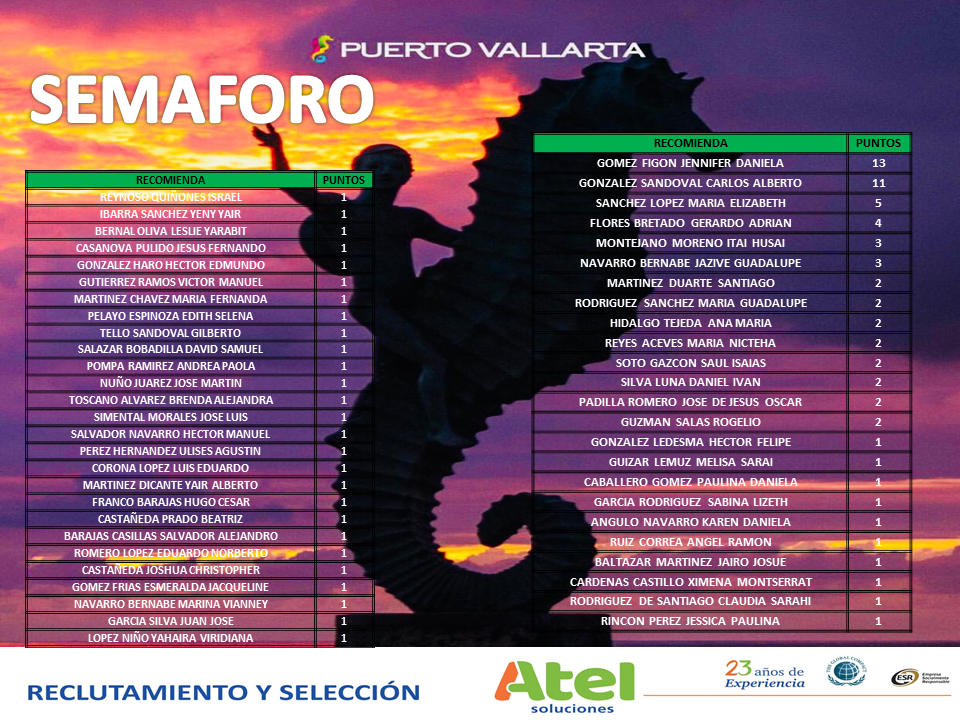 PUERTO VALLARTA
SEMAFORO
RECOMIENDA PUNTOS
REYNOSO QUIÑONES ISRAEL 1
IBARRA SANCHEZ YENY YAIR 1
BERNAL OLIVA LESLIE YARABIT 1
CASANOVA PULIDO JESUS FERNANDO 1
GONZALEZ HARO HECTOR EDMUNDO 1
GUTIERREZ RAMOS VICTOR MANUEL 1
MARTINEZ CHAVEZ MARIA FERNANDA 1
PELAYO ESPINOZA EDITH SELENA 1
TELLO SANDOVAL GILBERTO 1
SALAZAR BOBADILLA DAVID SAMUEL 1
POMPA RAMIREZ ANDREA PAOLA 1
NUÑO JUAREZ JOSE MARTIN 1
TOSCANO ALVAREZ BRENDA ALEJANDRA 1
SIMENTAL MORALES JOSE LUIS 1
SALVADOR NAVARRO HECTOR MANUEL 1
PEREZ HERNANDEZ ULISES AGUSTIN 1
CORONA LOPEZ LUIS EDUARDO 1
MARTINEZ DICANTE YAIR ALBERTO 1
FRANCO BARAJAS HUGO CESAR 1
CASTAÑEDA PRADO BEATRIZ 1
BARAJAS CASILLAS SALVADOR ALEJANDRO 1
ROMERO LOPEZ EDUARDO NORBERTO 1
CASTAÑEDA JOSHUA CHRISTOPHER 1
GOMEZ FRIAS ESMERALDA JACQUELINE 1
NAVARRO BERNABE MARINA VIANNEY 1
GARCIA SILVA JUAN JOSE 1
LOPEZ NIÑO YAHAIRA VIRIDIANA 1
RECOMIENDA PUNTOS
GOMEZ FIGON JENNIFER DANIELA 13
GONZALEZ SANDOVAL CARLOS ALBERTO 11
SANCHEZ LOPEZ MARIA ELIZABETH 5
FLORES BRETADO GERARDO ADRIAN 4
MONTEJANO MORENO ITAI HUSAI 3
NAVARRO BERNABE JAZIVE GUADALUPE 3
MARTINEZ DUARTE SANTIAGO 2
RODRIGUEZ SANCHEZ MARIA GUADALUPE 2
HIDALGO TEJEDA ANA MARIA 2
REYES ACEVES MARIA NICTEHA 2
SOTO GAZCON SAUL ISAIAS 2
SILVA LUNA DANIEL IVAN 2
PADILLA ROMERO JOSE DE JESUS OSCAR 2
GUZMAN SALAS ROGELIO 2
GONZALEZ LEDESMA HECTOR FELIPE 1
GUIZAR LEMUZ MELISA SARAI 1
CABALLERO GOMEZ PAULINA DANIELA 1
GARCIA RODRIGUEZ SABINA LIZETH 1
ANGULO NAVARRO KAREN DANIELA 1
RUIZ CORREA ANGEL RAMON 1
BALTAZAR MARTINEZ JAIRO JOSUE 1
CARDENAS CASTILLO XIMENA MONTSERRAT 1
RODRIGUEZ DE SANTIAGO CLAUDIA SARAHI 1
RINCON PEREZ JESSICA PAULINA 1
RECLUTAMIENTO Y SELECCIÓN
Atel
soluciones
23 años de
Experiencia
THE GLOBAL COMPACT
ESR
Empresa
Socialmente
Responsable